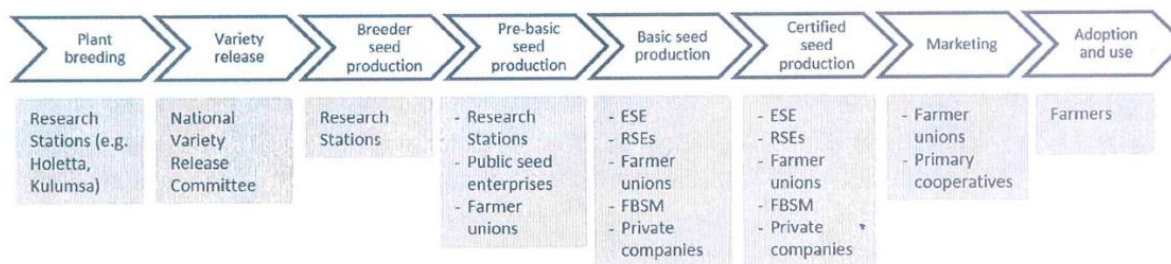 Plant
breeding
Variety
release
Breeder
seed
production
Pre-basic
seed
production
Basic seed
production
Certified
seed
production
Marketing
Adoption
and use
Research
Stations (e.g.
Holetta,
Kulumsa)
National
Variety
Release
Committee
Research
Stations
- Research
Stations
- Public seed
enterprises
- Farmer
unions
- ESE
- RSEs
- Farmer
unions
- FBSM
- Private
companies
- ESE
- RSEs
- Farmer
unions
- FBSM
- Private
companies
- Farmer
unions
- Primary
cooperatives
Farmers